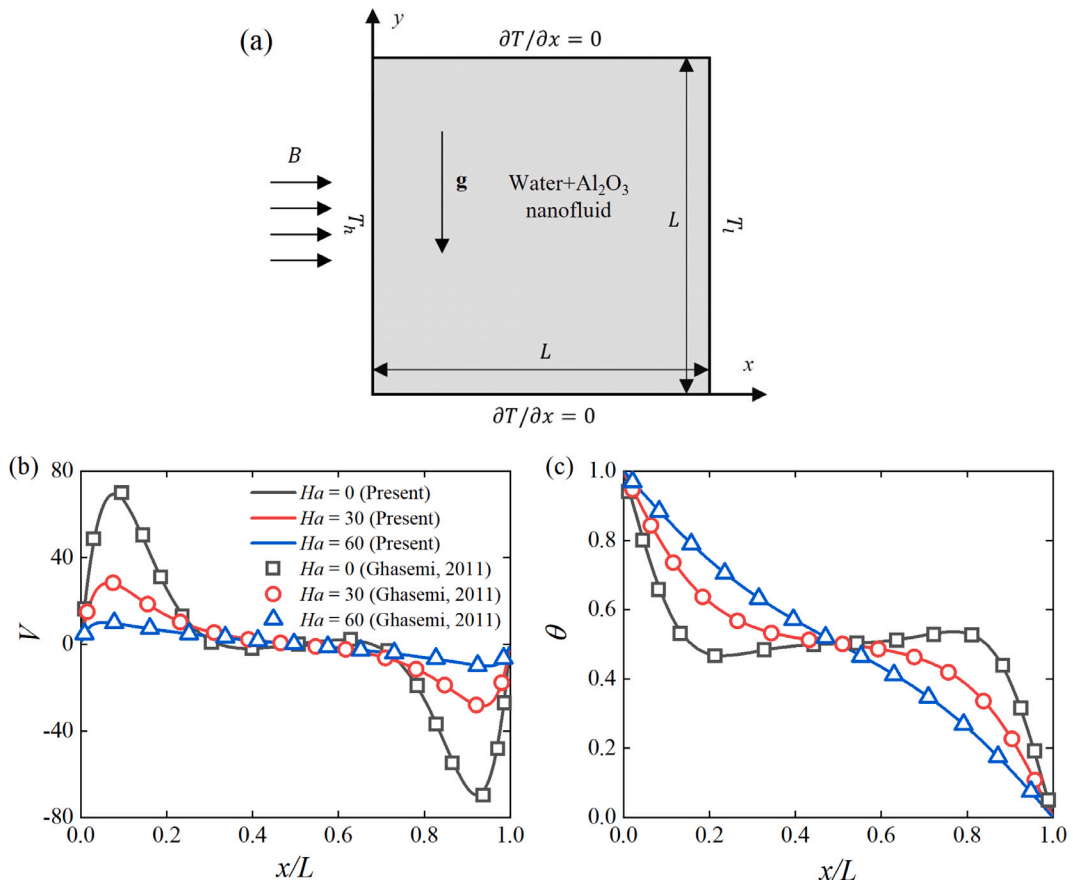 (a)
y
∂T/∂x = 0
B
g
Water+Al₂O₃
nanofluid
L
T_h
T_l
L
x
∂T/∂x = 0
(b)
80
40
0
-40
-80
V
Ha = 0 (Present)
Ha = 30 (Present)
Ha = 60 (Present)
Ha = 0 (Ghasemi, 2011)
Ha = 30 (Ghasemi, 2011)
Ha = 60 (Ghasemi, 2011)
0.0 0.2 0.4 0.6 0.8 1.0
x/L
(c)
1.0
0.8
0.6
0.4
0.2
0.0
θ
0.0 0.2 0.4 0.6 0.8 1.0
x/L